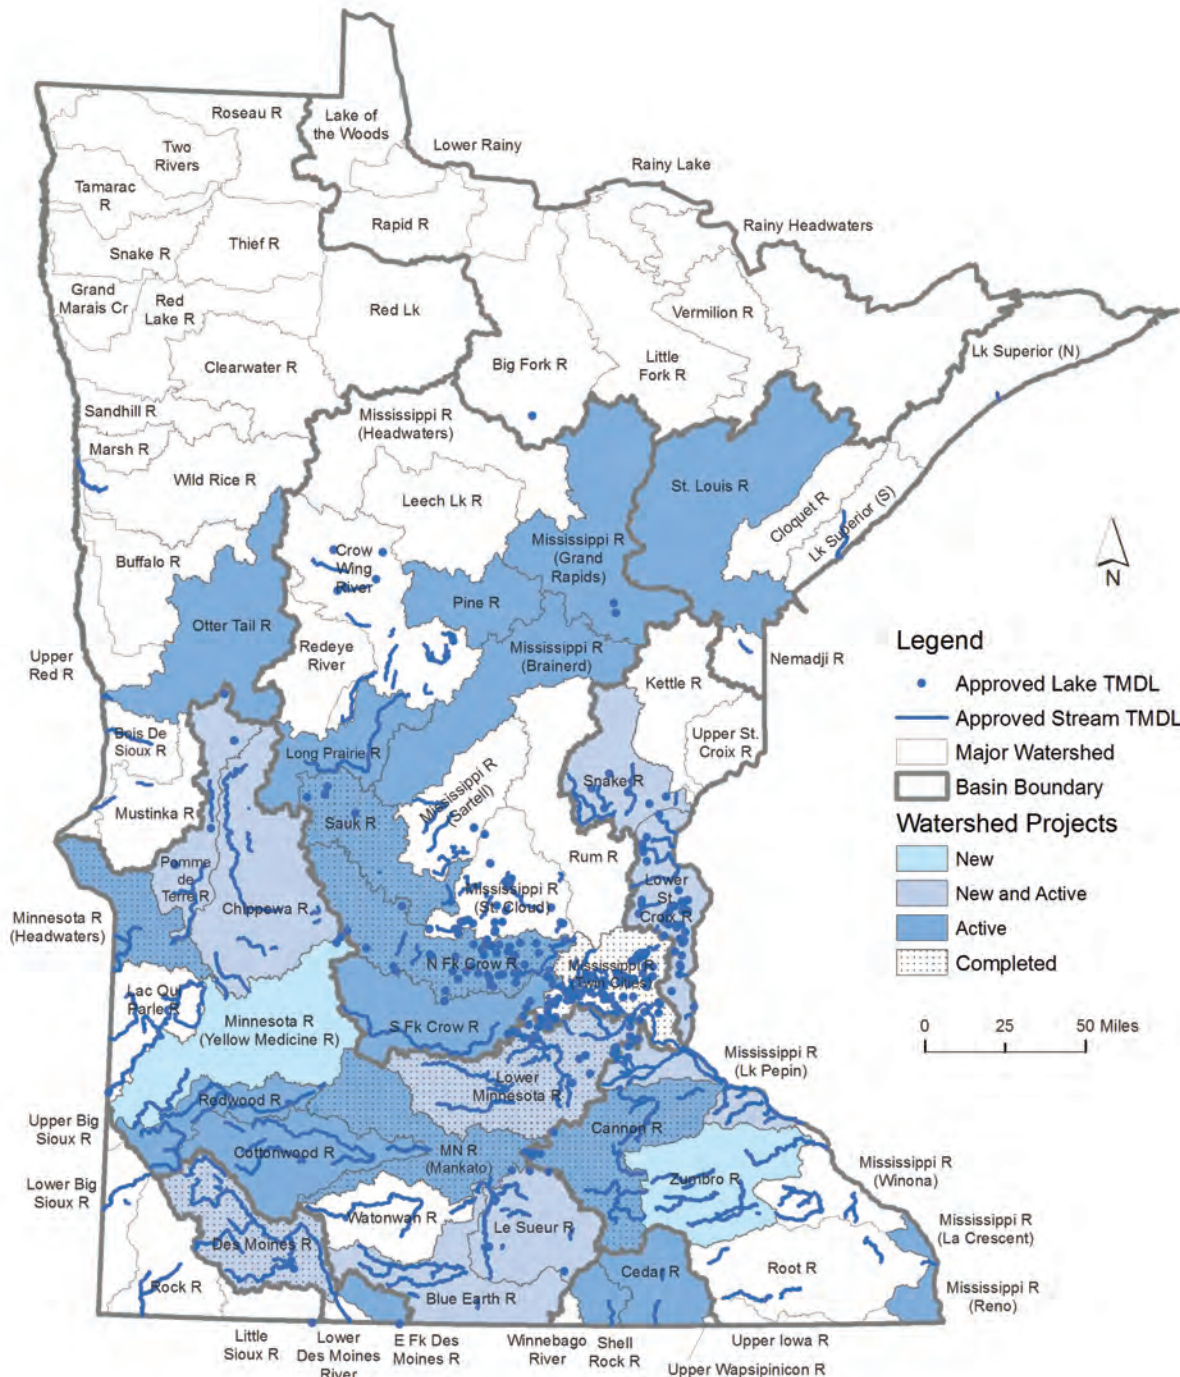 Roseau R
Lake of
the Woods
Two
Rivers
Lower Rainy
Rainy Lake
Tamarac
R
Rapid R
Rainy Headwaters
Snake R
Thief R
Grand
Marais Cr
Red
Lake R
Red Lk
Vermilion R
Lk Superior (N)
Clearwater R
Big Fork R
Little
Fork R
Sandhill R
Mississippi R
(Headwaters)
Marsh R
Wild Rice R
Leech Lk R
St. Louis R
Cloquet R
Lk Superior (S)
Buffalo R
Crow
Wing
River
Mississippi R
(Grand
Rapids)
N
Pine R
Otter Tail R
Redeye
River
Mississippi R
(Brainerd)
Upper
Red R
Nemadji R
Kettle R
Bois De
Sioux R
Long Prairie R
Upper St.
Croix R
Snake R
Mustinka R
Mississippi R
(Sartell)
Sauk R
Rum R
Pomme
de
Terre R
Chippewa R
Mississippi R
(St. Cloud)
Lower
St.
Croix R
Minnesota R
(Headwaters)
N Fk Crow R
Mississippi R
(Twin Cities)
Lac Qui
Parle R
Minnesota R
(Yellow Medicine R)
S Fk Crow R
Mississippi R
(Lk Pepin)
Lower
Minnesota R
Redwood R
Upper Big
Sioux R
Cannon R
Cottonwood R
MN R
(Mankato)
Zumbro R
Mississippi R
(Winona)
Lower Big
Sioux R
Watonwan R
Le Sueur R
Mississippi R
(La Crescent)
Des Moines R
Cedar R
Root R
Rock R
Blue Earth R
Mississippi R
(Reno)
Little
Sioux R
Lower
Des Moines
River
E Fk Des
Moines R
Winnebago
River
Shell
Rock R
Upper Iowa R
Upper Wapsipinicon R
Legend
Approved Lake TMDL
Approved Stream TMDL
Major Watershed
Basin Boundary
Watershed Projects
New
New and Active
Active
Completed
0 25 50 Miles